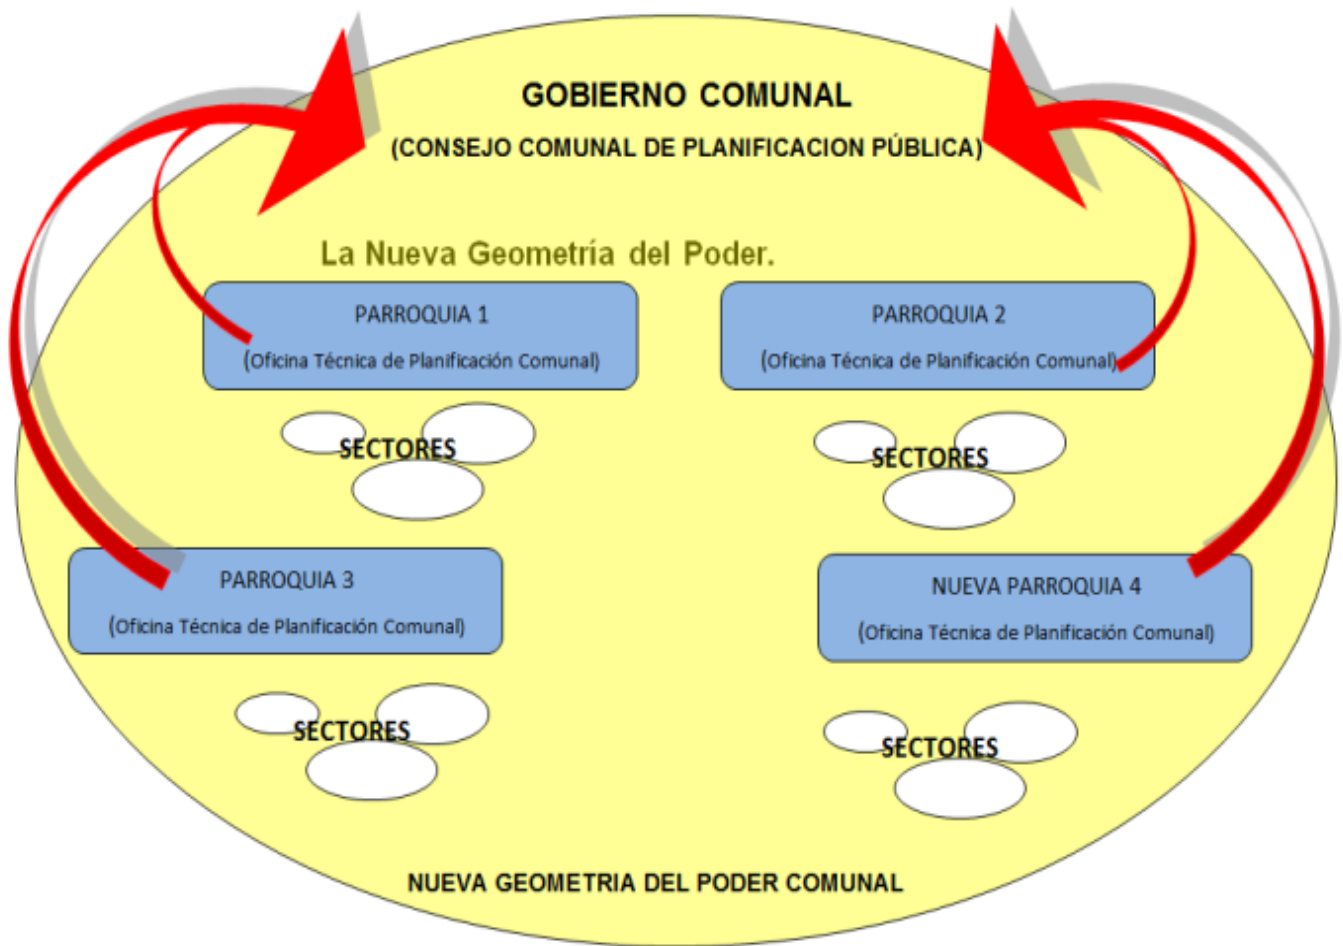 GOBIERNO COMUNAL
(CONSEJO COMUNAL DE PLANIFICACION PÚBLICA)
La Nueva Geometría del Poder.
PARROQUIA 1
(Oficina Técnica de Planificación Comunal)
PARROQUIA 2
(Oficina Técnica de Planificación Comunal)
SECTORES
SECTORES
PARROQUIA 3
(Oficina Técnica de Planificación Comunal)
NUEVA PARROQUIA 4
(Oficina Técnica de Planificación Comunal)
SECTORES
SECTORES
NUEVA GEOMETRIA DEL PODER COMUNAL